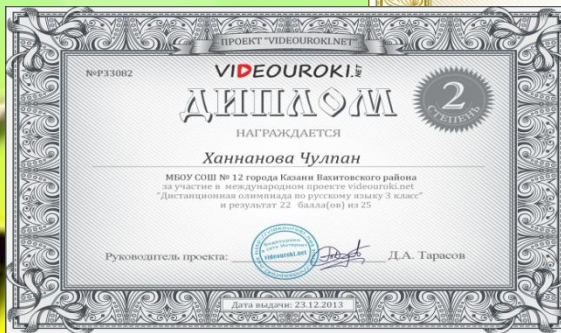 ПРОЕКТ "VIDEOUROKI.NET"
№P33082
VIDEOUROKI.NET
ДИПЛОМ
2
СТЕПЕНЬ
НАГРАЖДАЕТСЯ
Ханнанова Чулпан
МБОУ СОШ № 12 города Казани Вахитовского района
за участие в международном проекте videouroki.net
"Дистанционная олимпиада по русскому языку 3 класс"
и результат 22 балла(ов) из 25
Руководитель проекта:
videouroki.net
Д.А. Тарасов
Дата выдачи: 23.12.2013